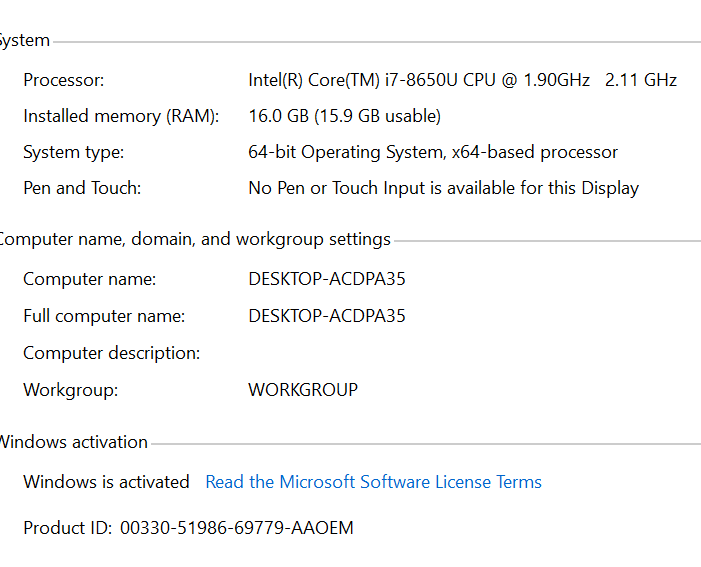 System
Processor: Intel(R) Core(TM) i7-8650U CPU @ 1.90GHz 2.11 GHz
Installed memory (RAM): 16.0 GB (15.9 GB usable)
System type: 64-bit Operating System, x64-based processor
Pen and Touch: No Pen or Touch Input is available for this Display
Computer name, domain, and workgroup settings
Computer name: DESKTOP-ACDPA35
Full computer name: DESKTOP-ACDPA35
Computer description:
Workgroup: WORKGROUP
Windows activation
Windows is activated Read the Microsoft Software License Terms
Product ID: 00330-51986-69779-AAOEM